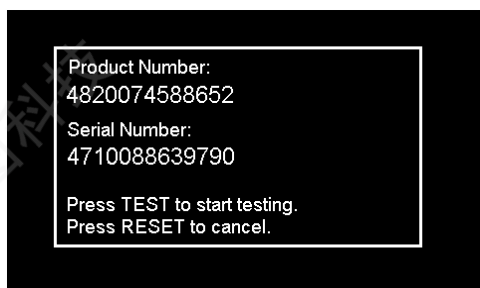 Product Number:
4820074588652
Serial Number:
4710088639790
Press TEST to start testing.
Press RESET to cancel.